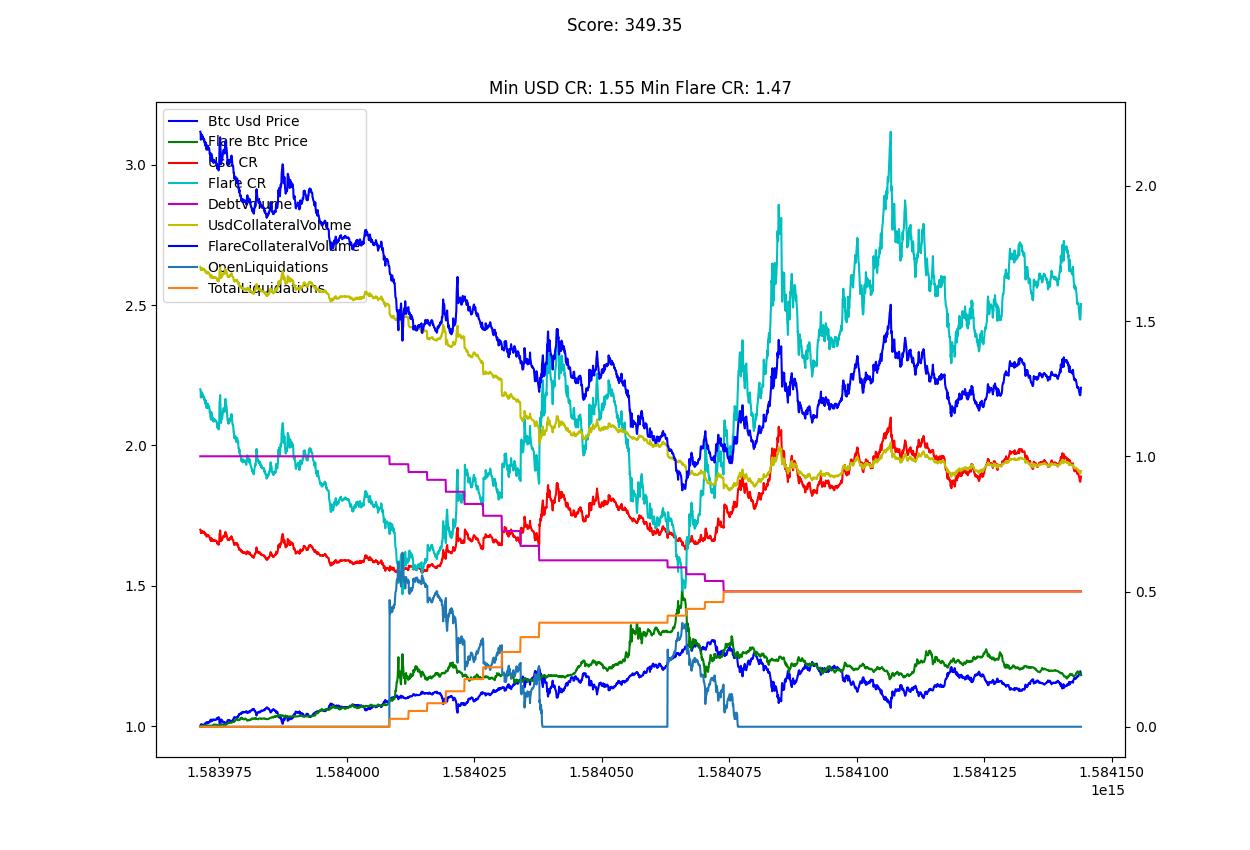 Score: 349.35
Min USD CR: 1.55 Min Flare CR: 1.47
Btc Usd Price
Flare Btc Price
Usd CR
Flare CR
DebtVolume
UsdCollateralVolume
FlareCollateralVolume
OpenLiquidations
TotalLiquidations
3.0
2.5
2.0
1.5
1.0
2.0
1.5
1.0
0.5
0.0
1.583975 1.584000 1.584025 1.584050 1.584075 1.584100 1.584125 1.584150
1e15